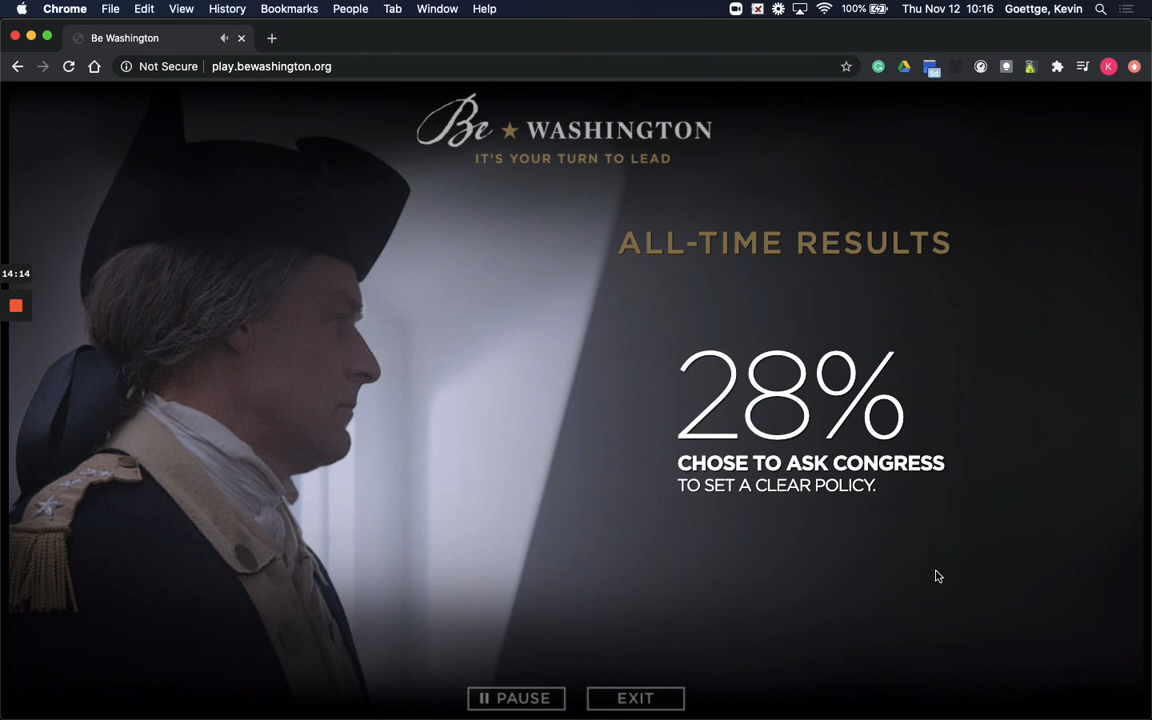 Chrome File Edit View History Bookmarks People Tab Window Help 100% Thu Nov 12 10:16 Goettge, Kevin
Be Washington
Not Secure play.bewashington.org
5d
K
Be ★ WASHINGTON
IT'S YOUR TURN TO LEAD
ALL-TIME RESULTS
14:14
28%
CHOSE TO ASK CONGRESS
TO SET A CLEAR POLICY.
PAUSE EXIT